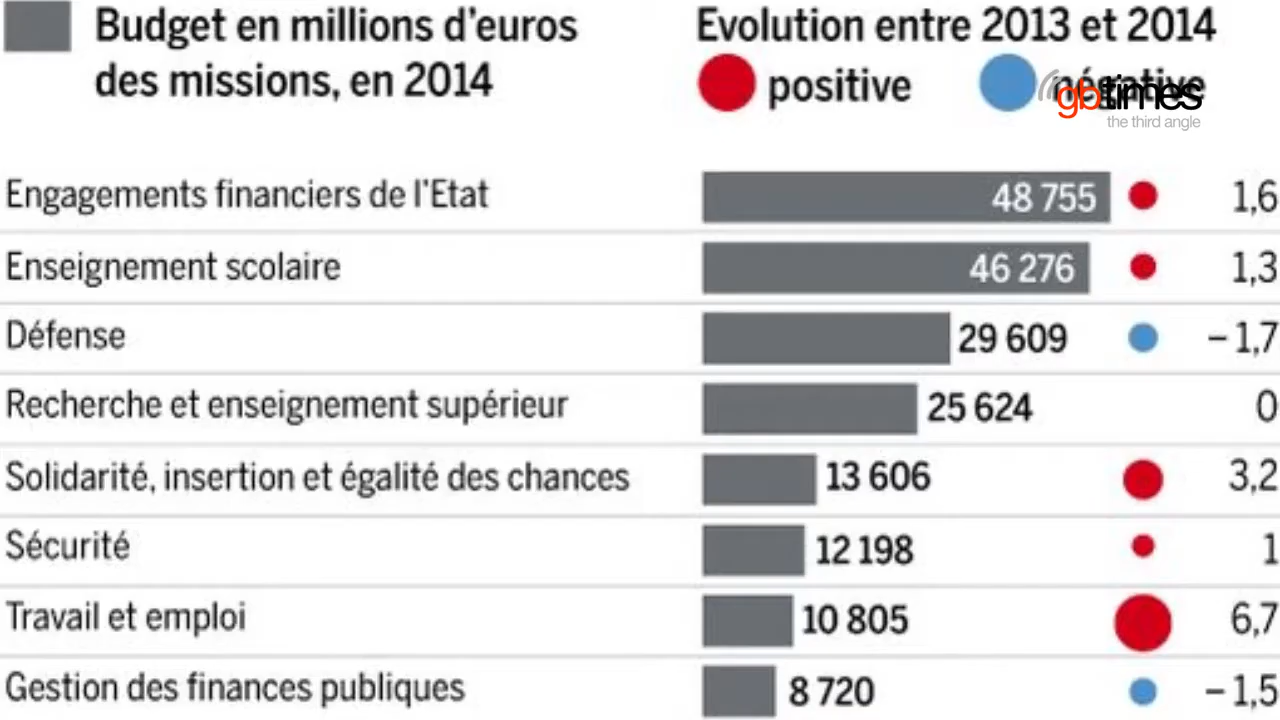 Budget en millions d'euros
des missions, en 2014
Evolution entre 2013 et 2014
positive
négative
gbtimes
the third angle
Engagements financiers de l'Etat 48 755 1,6
Enseignement scolaire 46 276 1,3
Défense 29 609 – 1,7
Recherche et enseignement supérieur 25 624 0
Solidarité, insertion et égalité des chances 13 606 3,2
Sécurité 12 198 1
Travail et emploi 10 805 6,7
Gestion des finances publiques 8 720 – 1,5